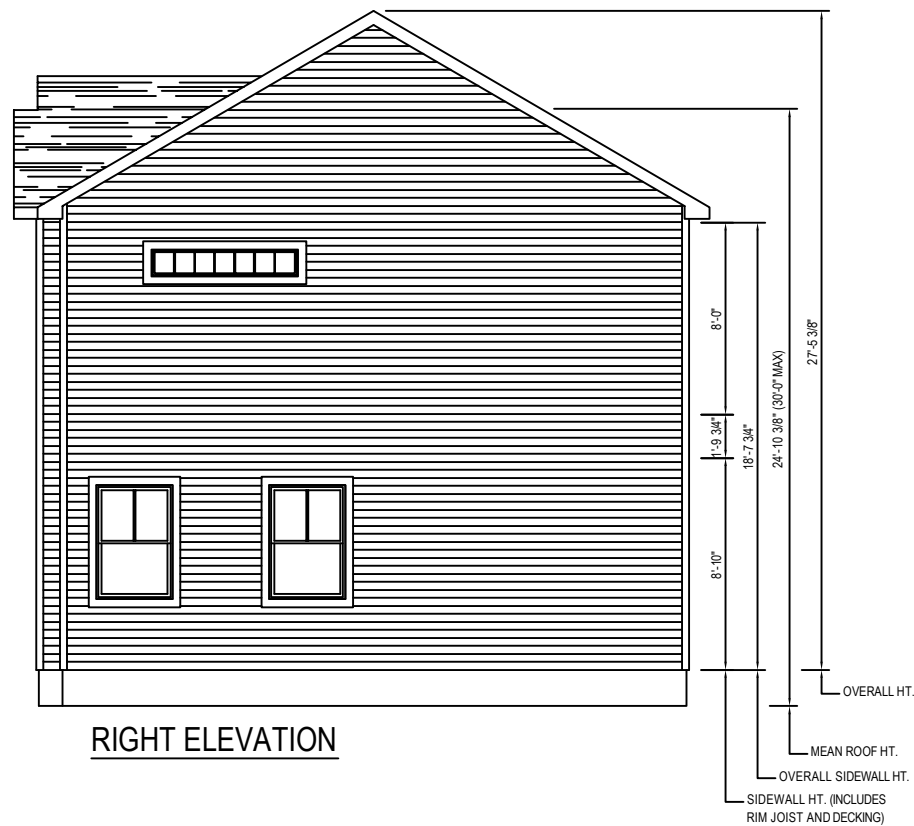 8'-0"
1'-9 3/4"
8'-10"
18'-7 3/4"
24'-10 3/8" (30'-0" MAX)
27'-5 3/8"
OVERALL HT.
RIGHT ELEVATION
MEAN ROOF HT.
OVERALL SIDEWALL HT.
SIDEWALL HT. (INCLUDES
RIM JOIST AND DECKING)